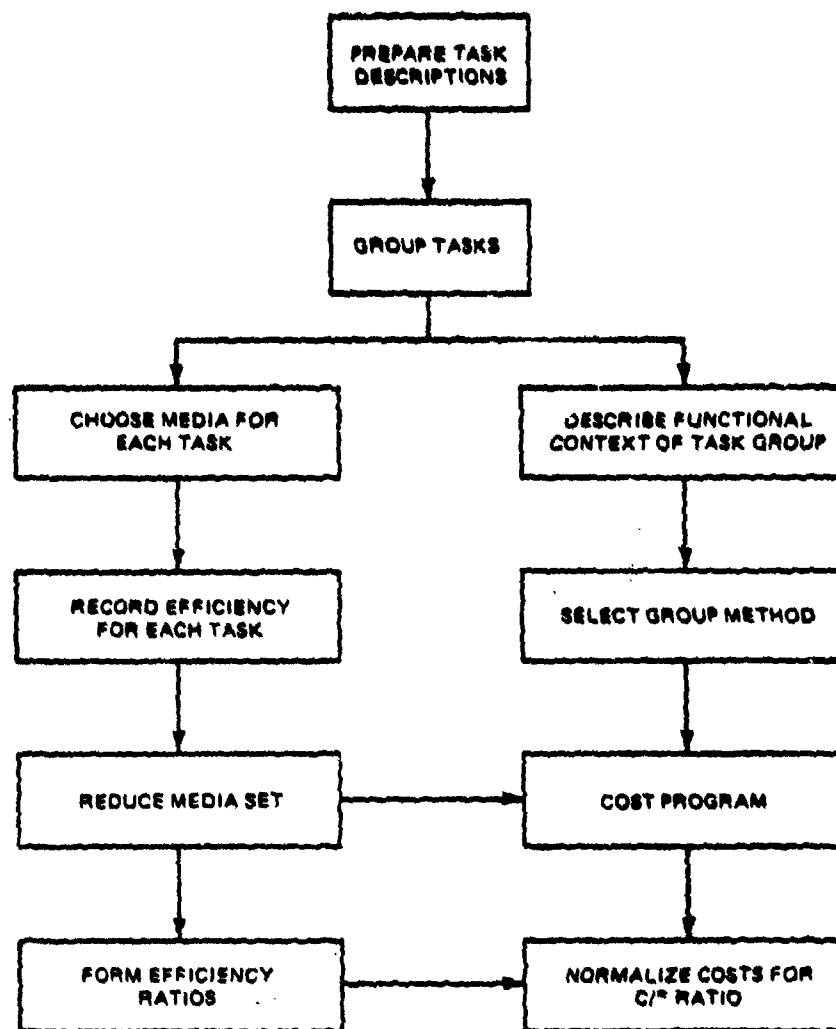 PREPARE TASK
DESCRIPTIONS
GROUP TASKS
CHOOSE MEDIA FOR
EACH TASK
DESCRIBE FUNCTIONAL
CONTEXT OF TASK GROUP
RECORD EFFICIENCY
FOR EACH TASK
SELECT GROUP METHOD
REDUCE MEDIA SET
COST PROGRAM
FORM EFFICIENCY
RATIOS
NORMALIZE COSTS FOR
RATIO